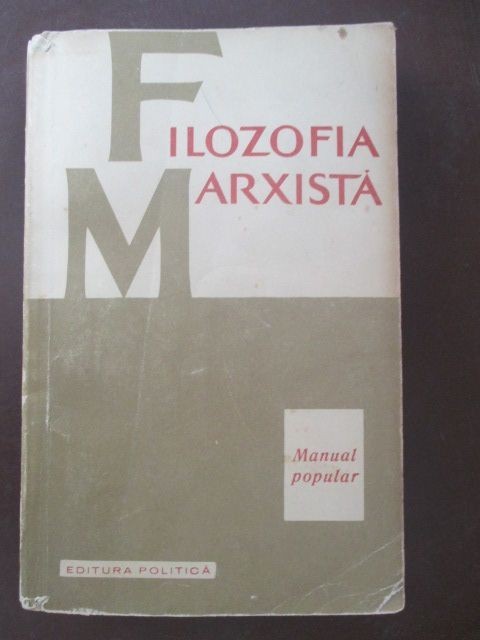 FILOZOFIA
MARXISTĂ
Manual
popular
EDITURA POLITICĂ